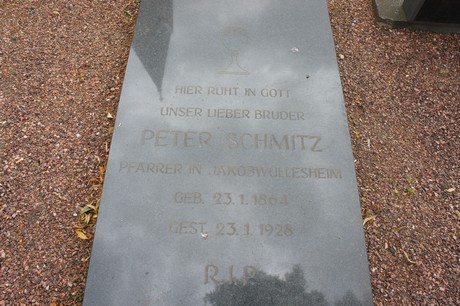 HIER RUHT IN GOTT
UNSER LIEBER BRUDER
PETER SCHMITZ
PFARRER IN JAKOBWÜLLESHEIM
GEB. 23.1.1864
GEST. 23.1.1928
R.I.P.